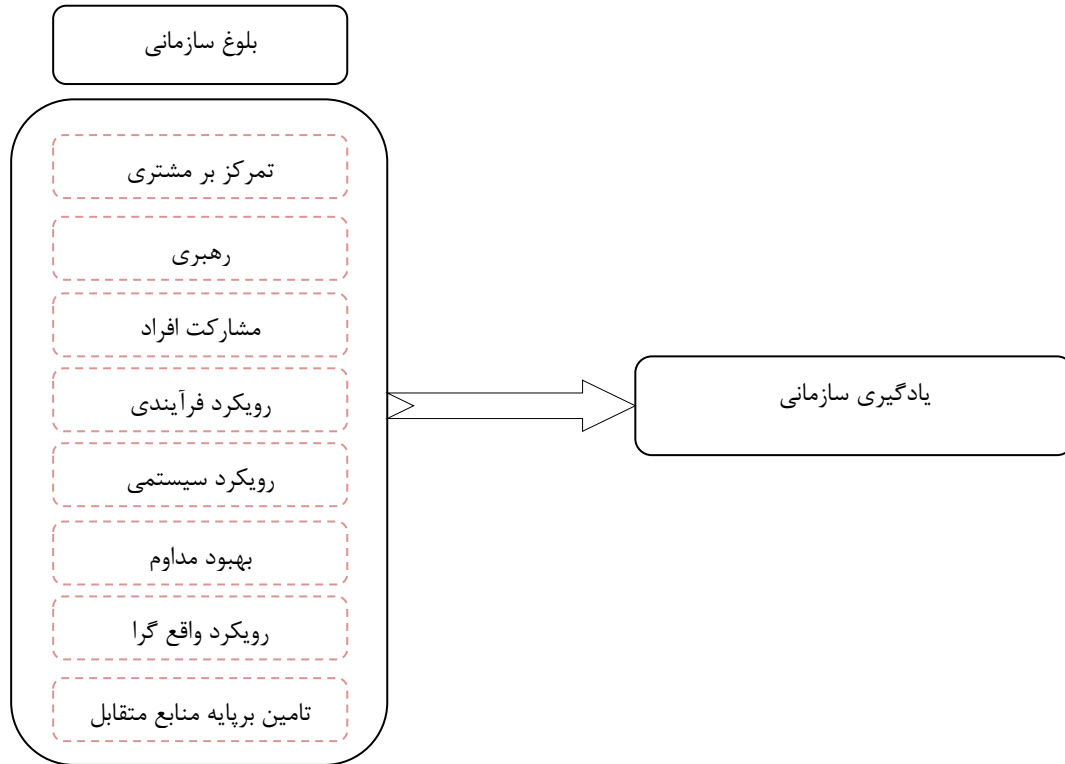 بلوغ سازمانی
تمرکز بر مشتری
رهبری
مشارکت افراد
رویکرد فرآیندی
رویکرد سیستمی
بهبود مداوم
رویکرد واقع گرا
تامین برپایه منابع متقابل
یادگیری سازمانی